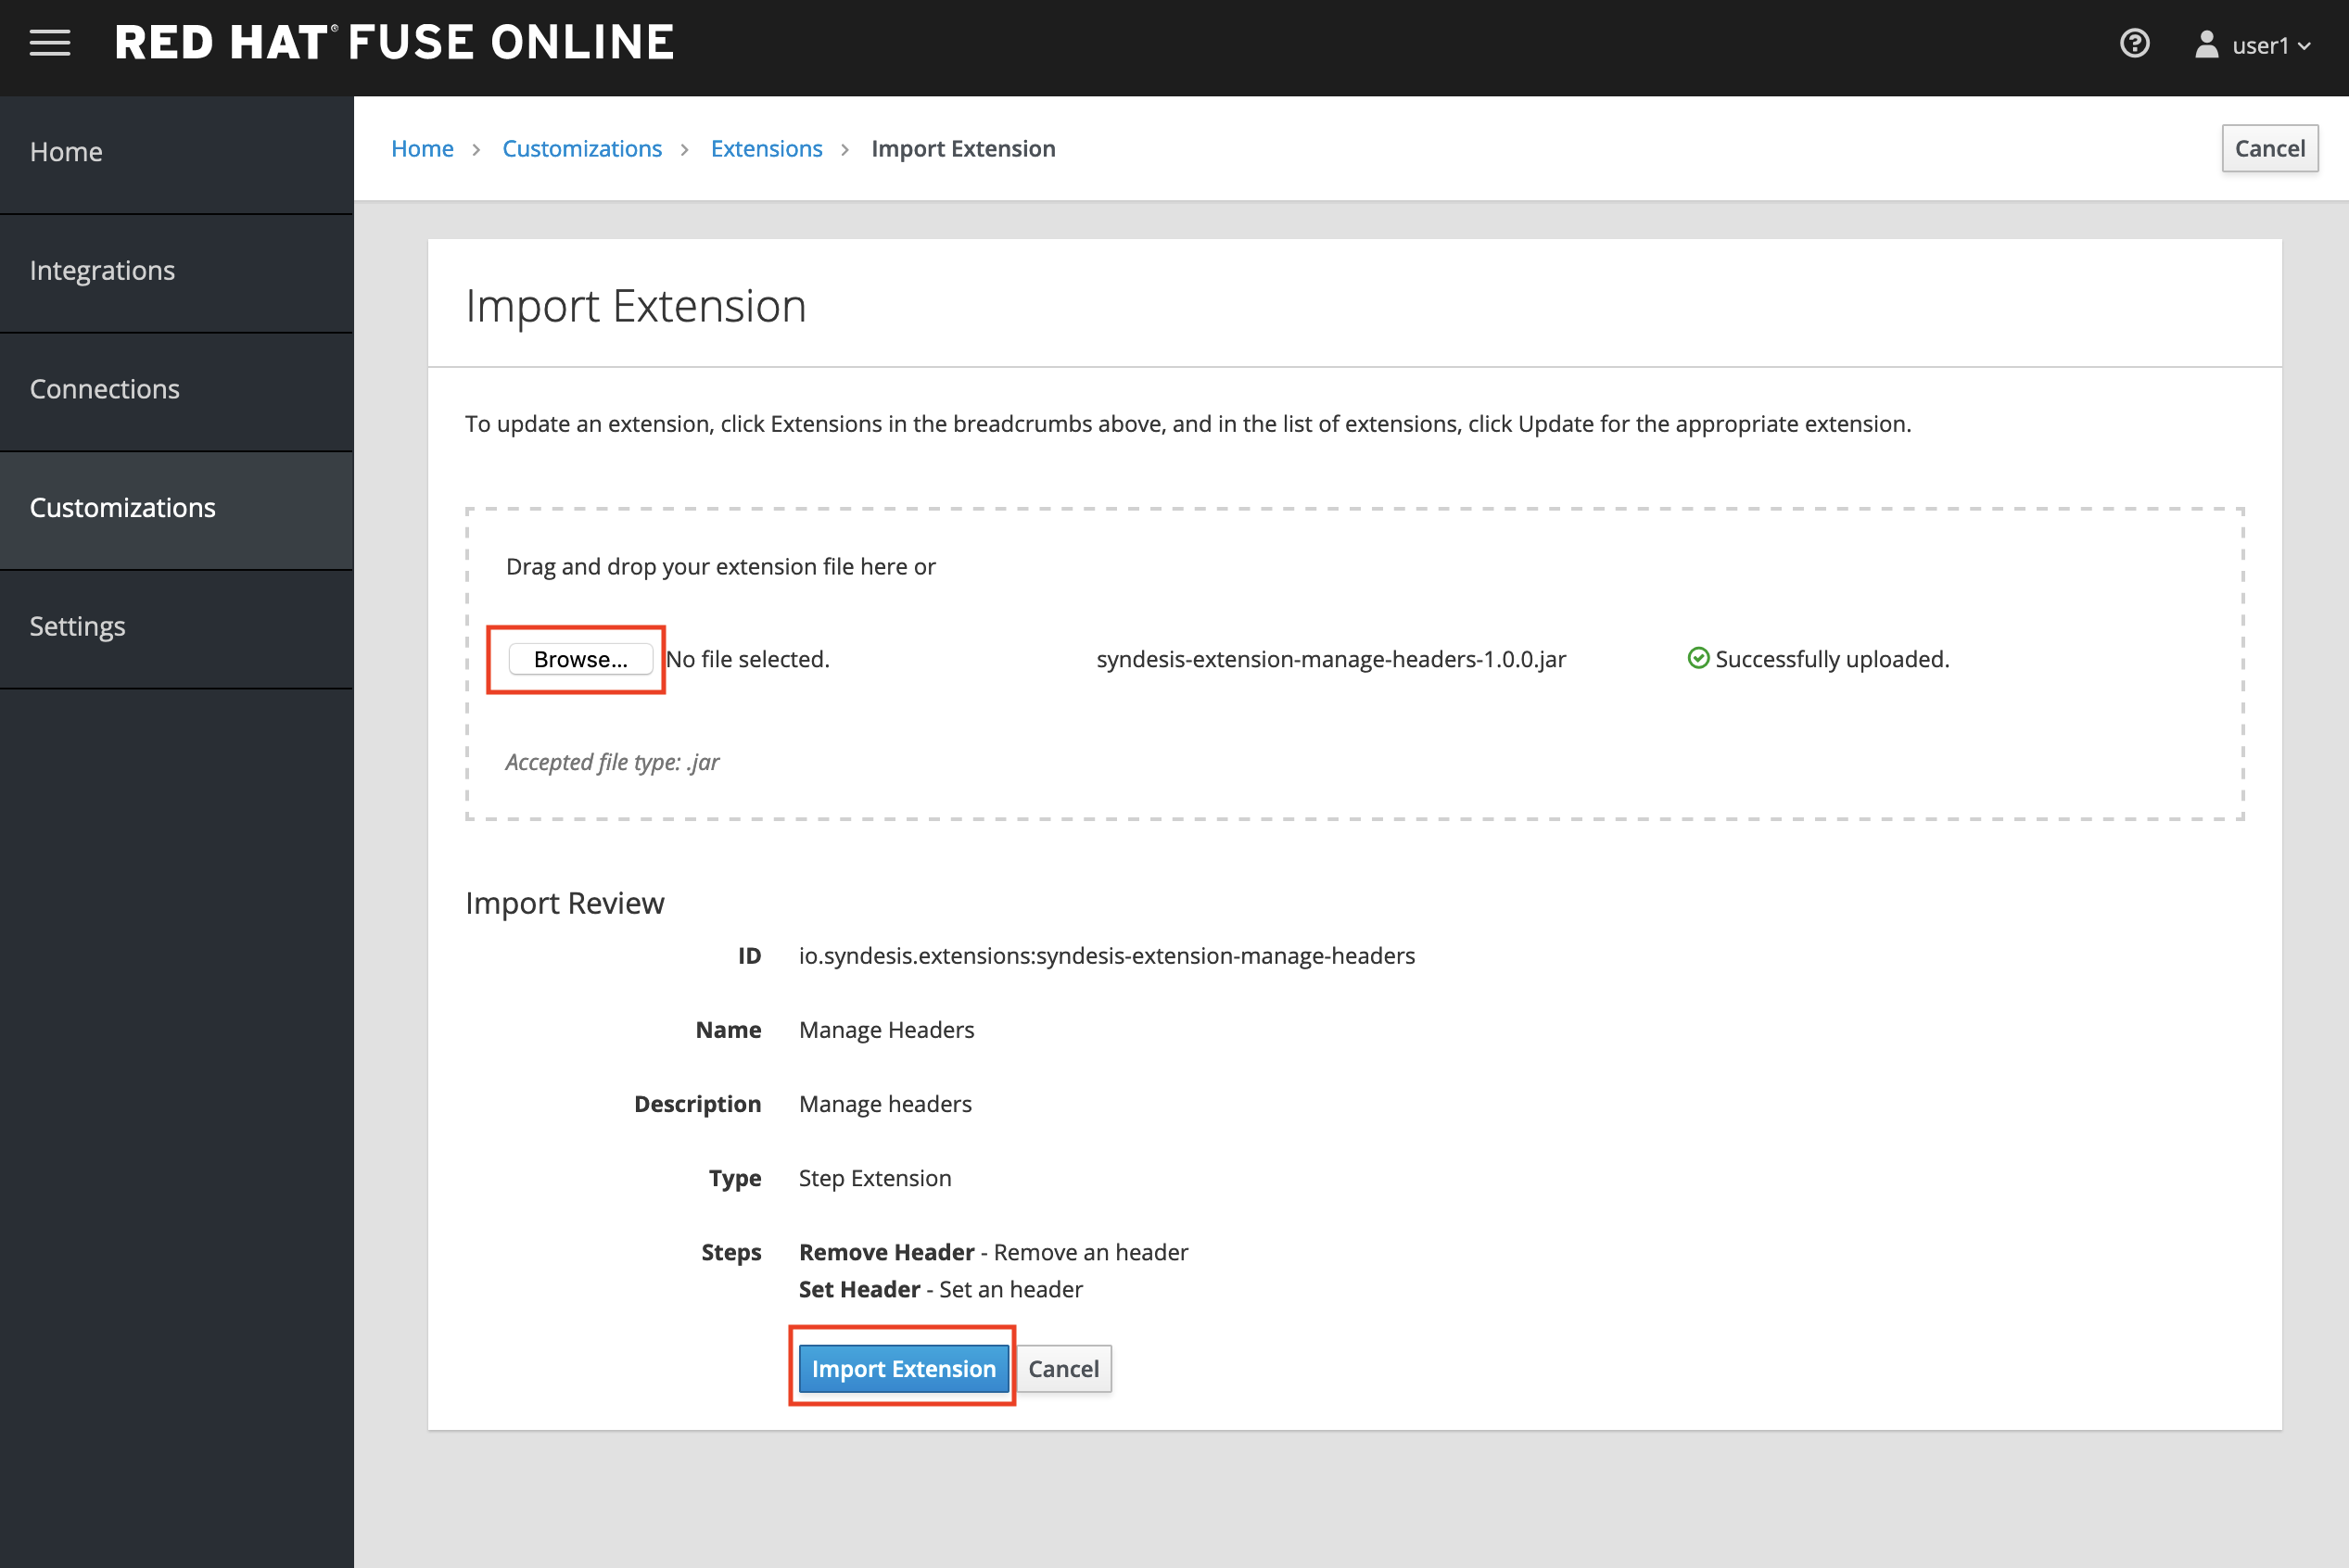 RED HAT® FUSE ONLINE
user1
Home
Integrations
Connections
Customizations
Settings
Home > Customizations > Extensions > Import Extension
Cancel
Import Extension
To update an extension, click Extensions in the breadcrumbs above, and in the list of extensions, click Update for the appropriate extension.
Drag and drop your extension file here or
Browse... No file selected. syndesis-extension-manage-headers-1.0.0.jar Successfully uploaded.
Accepted file type: .jar
Import Review
ID io.syndesis.extensions:syndesis-extension-manage-headers
Name Manage Headers
Description Manage headers
Type Step Extension
Steps Remove Header - Remove an header
Set Header - Set an header
Import Extension Cancel